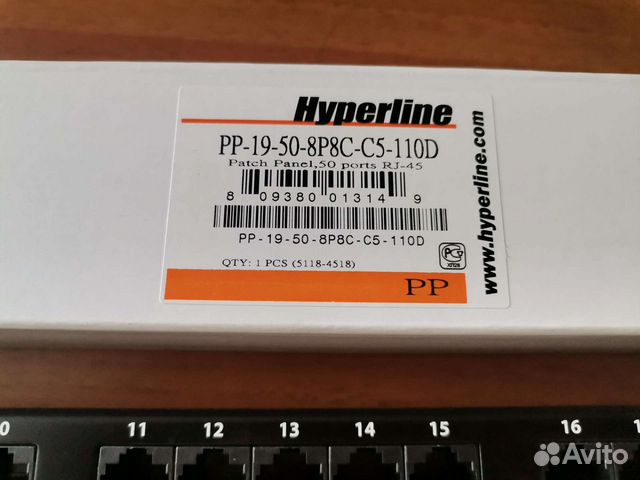 Hyperline
PP-19-50-8P8C-C5-110D
Patch Panel,50 ports RJ-45
8 09380 01314 9
PP-19-50-8P8C-C5-110D
QTY: 1 PCS (5118-4518)
PP
www.hyperline.com
11 12 13 14 15 16
Avito